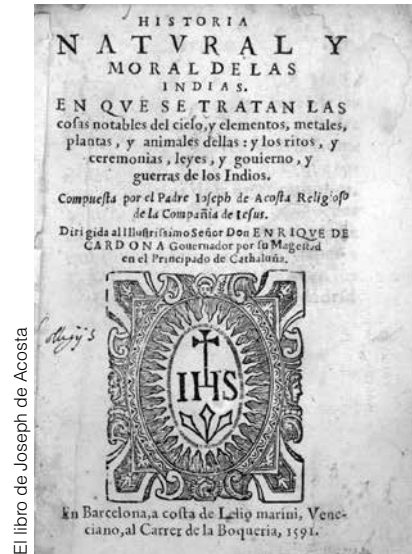 HISTORIA
NATVRAL Y
MORAL DE LAS
INDIAS.
EN QVE SE TRATAN LAS
coſas notables del cielo, y elementos, metales,
plantas, y animales dellas: y los ritos, y
ceremonias, leyes, y gouierno, y
guerras de los Indios.
Compueſta por el Padre Ioſeph de Acoſta Religioſo
de la Compañia de Ieſus.
Dirigida al Illuſtriſsimo Señor Don ENRIQVE DE
CARDONA Gouernador por ſu Mageſtad
en el Principado de Cathaluña.
IHS
En Barcelona, a coſta de Lelio marini, Vene-
ciano, al Carrer de la Boqueria, 1591.
El libro de Joseph de Acosta